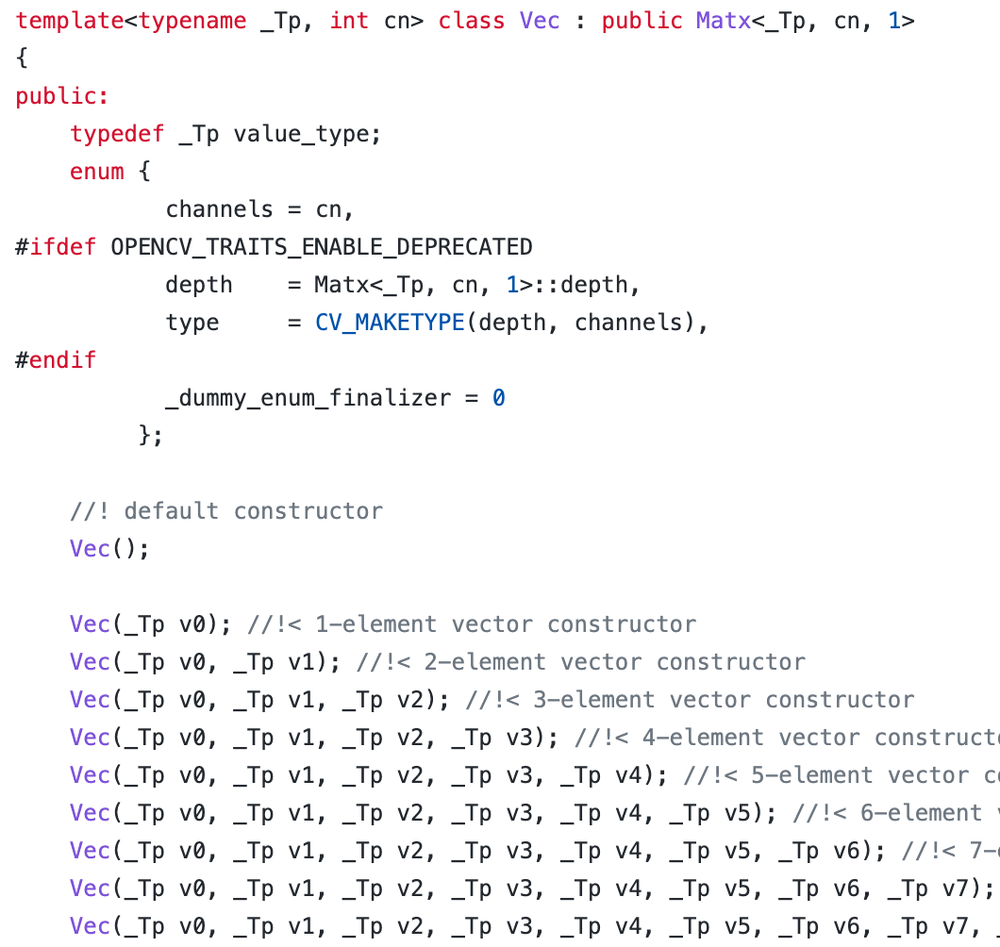 template<typename _Tp, int cn> class Vec : public Matx<_Tp, cn, 1>
{
public:
    typedef _Tp value_type;
    enum {
           channels = cn,
#ifdef OPENCV_TRAITS_ENABLE_DEPRECATED
           depth    = Matx<_Tp, cn, 1>::depth,
           type     = CV_MAKETYPE(depth, channels),
#endif
           _dummy_enum_finalizer = 0
         };

    //! default constructor
    Vec();

    Vec(_Tp v0); //!< 1-element vector constructor
    Vec(_Tp v0, _Tp v1); //!< 2-element vector constructor
    Vec(_Tp v0, _Tp v1, _Tp v2); //!< 3-element vector constructor
    Vec(_Tp v0, _Tp v1, _Tp v2, _Tp v3); //!< 4-element vector construct
    Vec(_Tp v0, _Tp v1, _Tp v2, _Tp v3, _Tp v4); //!< 5-element vector c
    Vec(_Tp v0, _Tp v1, _Tp v2, _Tp v3, _Tp v4, _Tp v5); //!< 6-element
    Vec(_Tp v0, _Tp v1, _Tp v2, _Tp v3, _Tp v4, _Tp v5, _Tp v6); //!< 7-
    Vec(_Tp v0, _Tp v1, _Tp v2, _Tp v3, _Tp v4, _Tp v5, _Tp v6, _Tp v7);
    Vec(_Tp v0, _Tp v1, _Tp v2, _Tp v3, _Tp v4, _Tp v5, _Tp v6, _Tp v7,